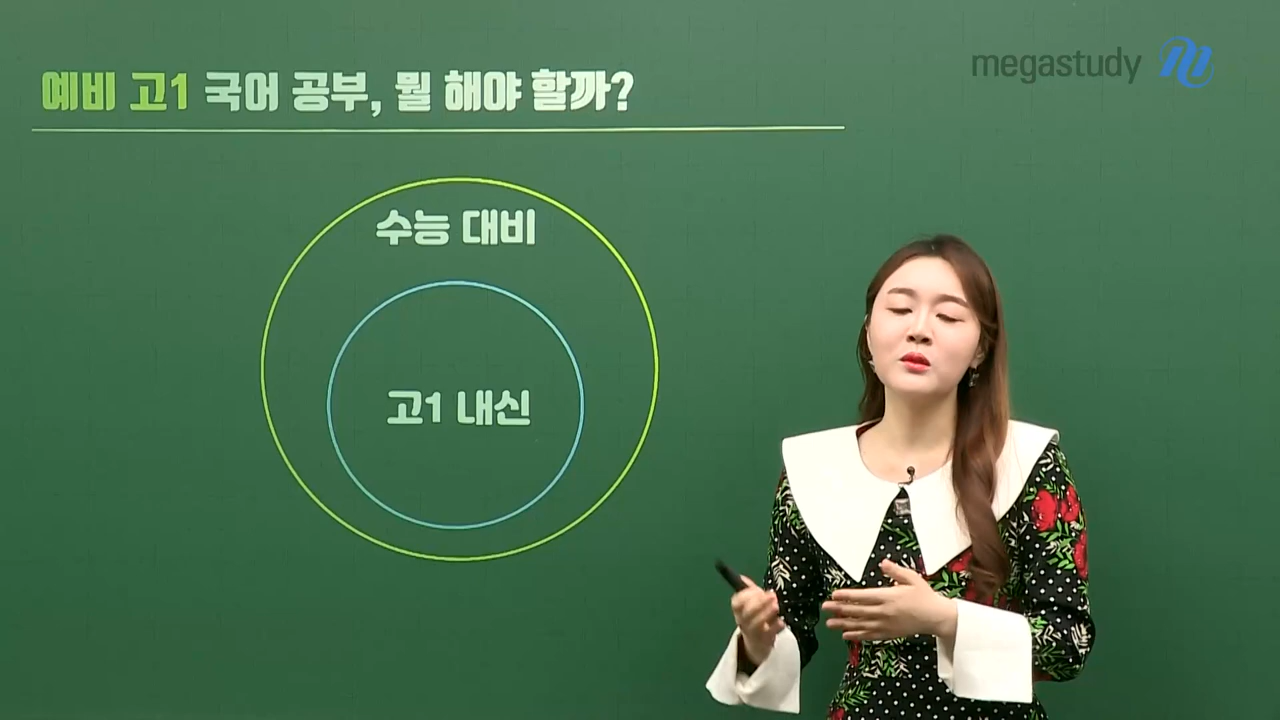 예비 고1 국어 공부, 뭘 해야 할까?
megastudy
수능 대비
고1 내신